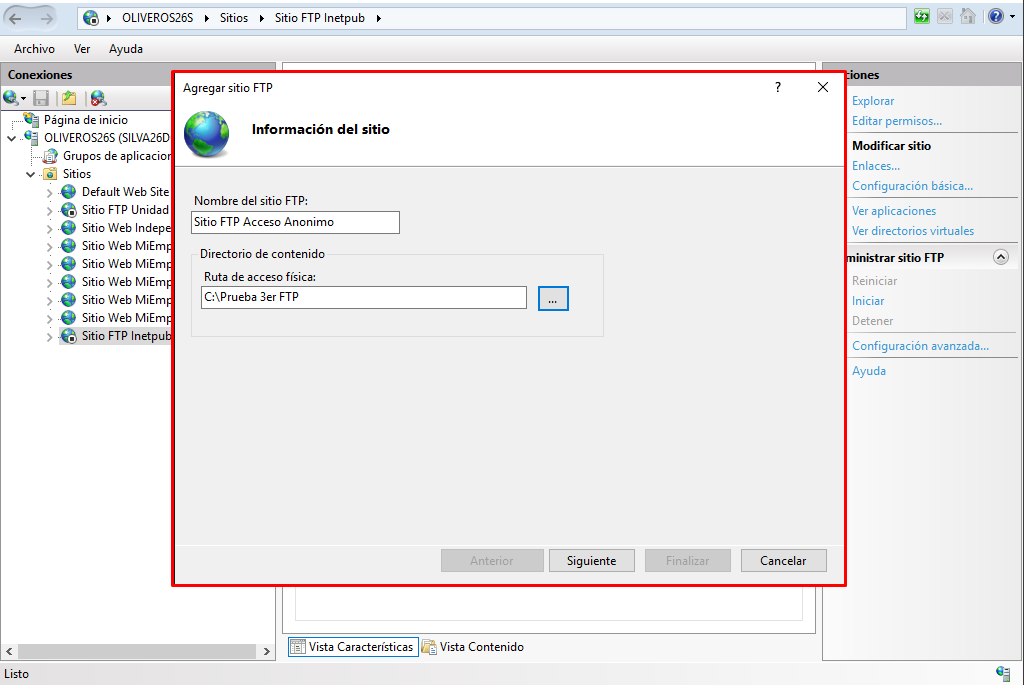 OLIVEROS26S Sitios Sitio FTP Inetpub
Archivo Ver Ayuda
Conexiones
Página de inicio
OLIVEROS26S (SILVA26D
Grupos de aplicacion
Sitios
Default Web Site
Sitio FTP Unidad
Sitio Web Indepe
Sitio Web MiEmp
Sitio Web MiEmp
Sitio Web MiEmp
Sitio Web MiEmp
Sitio Web MiEmp
Sitio FTP Inetpub
Agregar sitio FTP
?
Información del sitio
Nombre del sitio FTP:
Sitio FTP Acceso Anonimo
Directorio de contenido
Ruta de acceso física:
C:\Prueba 3er FTP
...
Anterior Siguiente Finalizar Cancelar
Vista Características Vista Contenido
ciones
Explorar
Editar permisos...
Modificar sitio
Enlaces...
Configuración básica...
Ver aplicaciones
Ver directorios virtuales
ministrar sitio FTP
Reiniciar
Iniciar
Detener
Configuración avanzada...
Ayuda
Listo